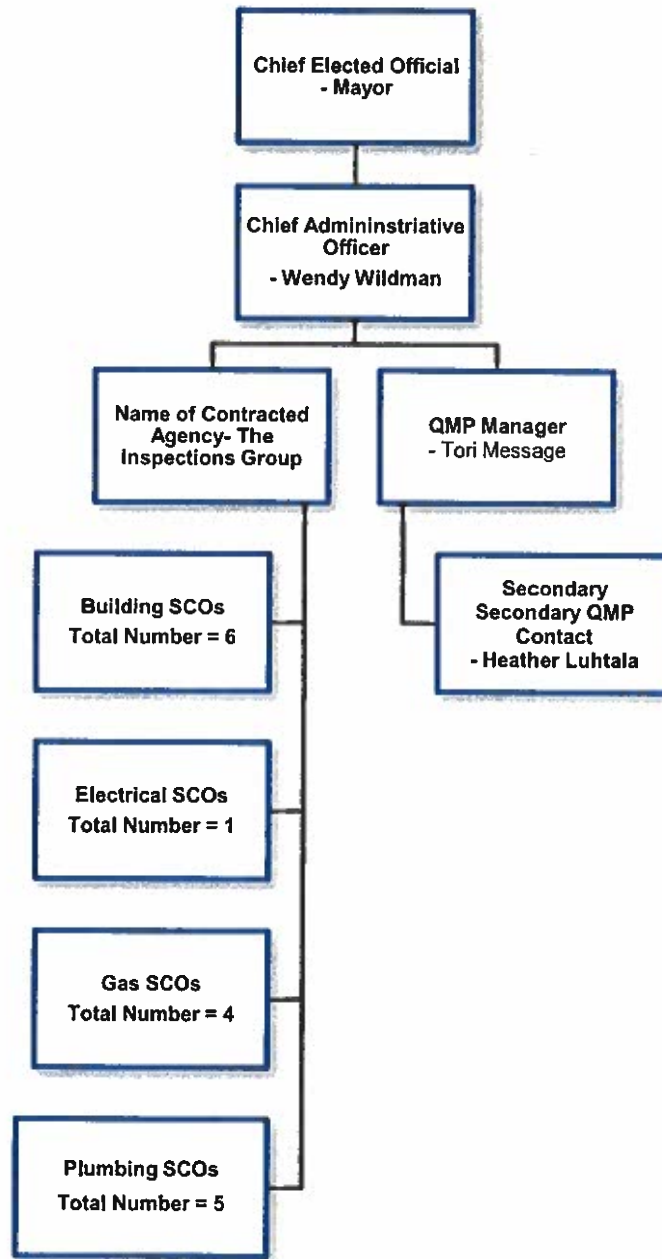 Chief Elected Official
- Mayor
Chief Admininstriative
Officer
- Wendy Wildman
Name of Contracted
Agency- The
Inspections Group
QMP Manager
- Tori Message
Building SCOs
Total Number = 6
Secondary
Secondary QMP
Contact
- Heather Luhtala
Electrical SCOs
Total Number = 1
Gas SCOs
Total Number = 4
Plumbing SCOs
Total Number = 5